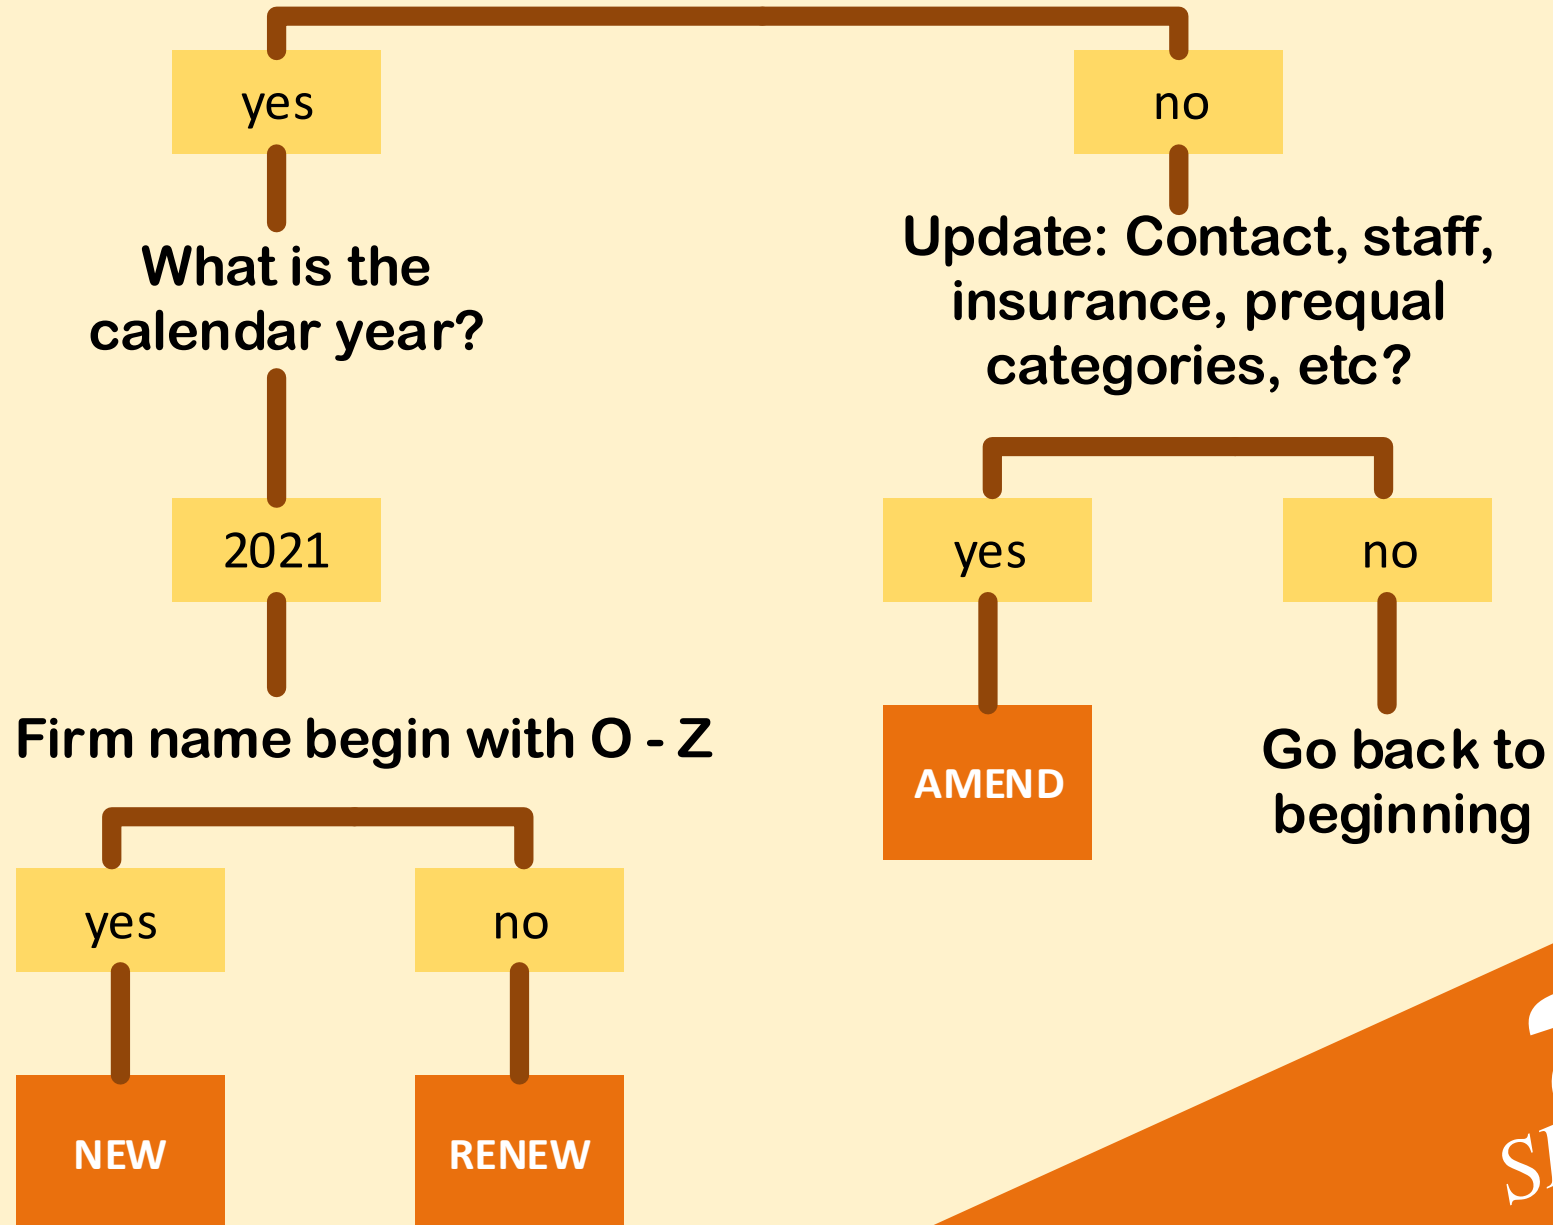 yes
no
What is the
calendar year?
Update: Contact, staff,
insurance, prequal
categories, etc?
2021
yes
no
Firm name begin with O - Z
AMEND
Go back to
beginning
yes
no
NEW
RENEW